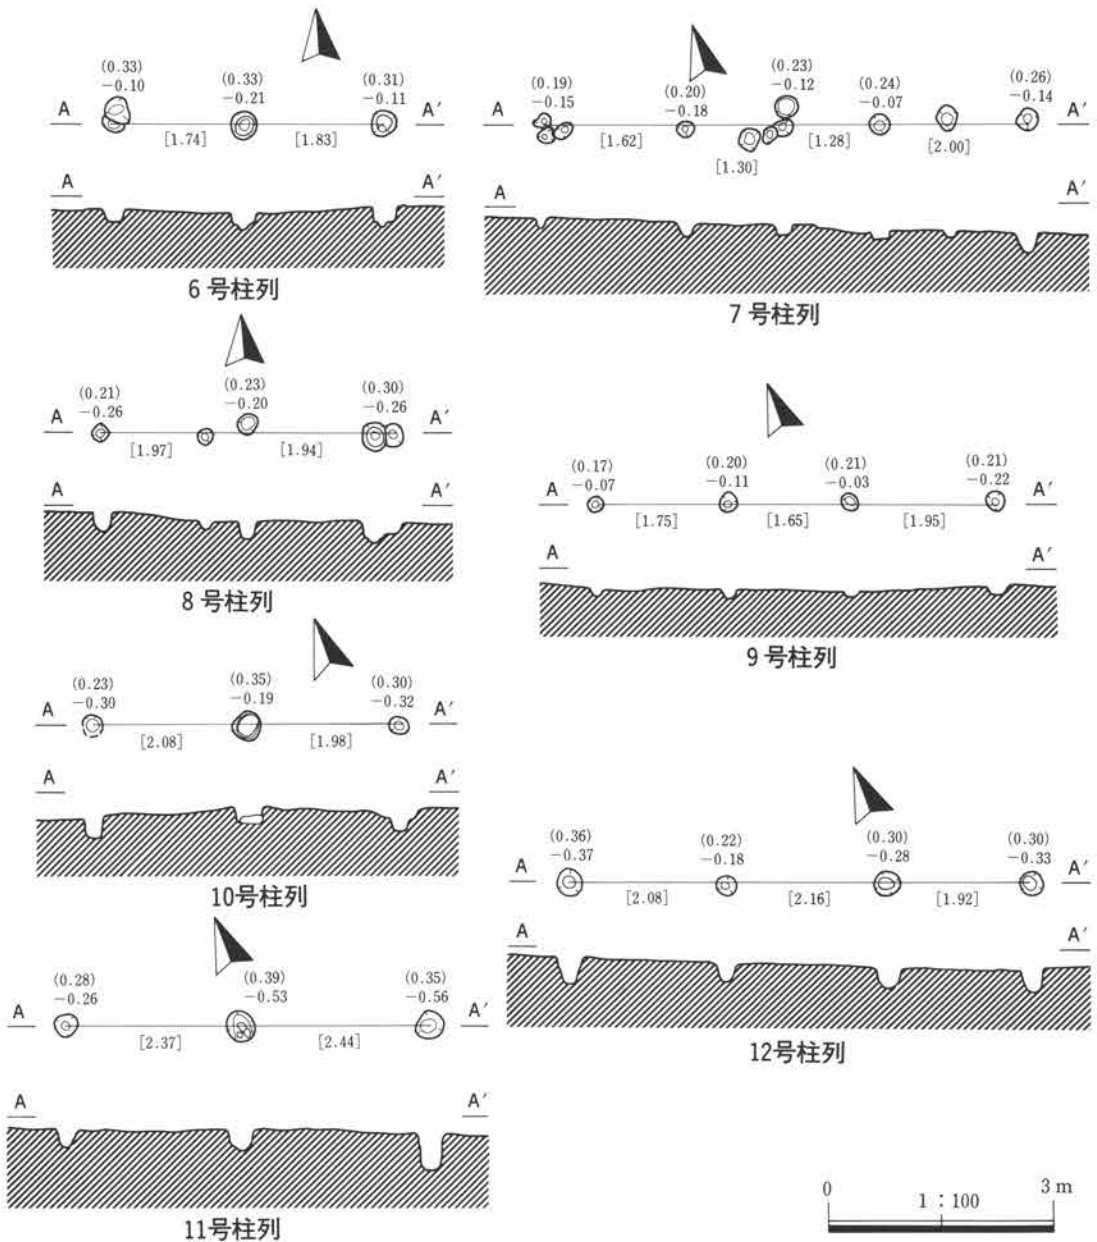 (0.33)
−0.10
(0.33)
−0.21
(0.31)
−0.11
A
A′
[1.74]
[1.83]
A
A′
6号柱列
(0.19)
−0.15
(0.20)
−0.18
(0.23)
−0.12
(0.24)
−0.07
(0.26)
−0.14
A
A′
[1.62]
[1.30]
[1.28]
[2.00]
A
A′
7号柱列
(0.21)
−0.26
(0.23)
−0.20
(0.30)
−0.26
A
A′
[1.97]
[1.94]
A
A′
8号柱列
(0.17)
−0.07
(0.20)
−0.11
(0.21)
−0.03
(0.21)
−0.22
A
A′
[1.75]
[1.65]
[1.95]
A
A′
9号柱列
(0.23)
−0.30
(0.35)
−0.19
(0.30)
−0.32
A
A′
[2.08]
[1.98]
A
A′
10号柱列
(0.28)
−0.26
(0.39)
−0.53
(0.35)
−0.56
A
A′
[2.37]
[2.44]
A
A′
11号柱列
(0.36)
−0.37
(0.22)
−0.18
(0.30)
−0.28
(0.30)
−0.33
A
A′
[2.08]
[2.16]
[1.92]
A
A′
12号柱列
0
1：100
3m